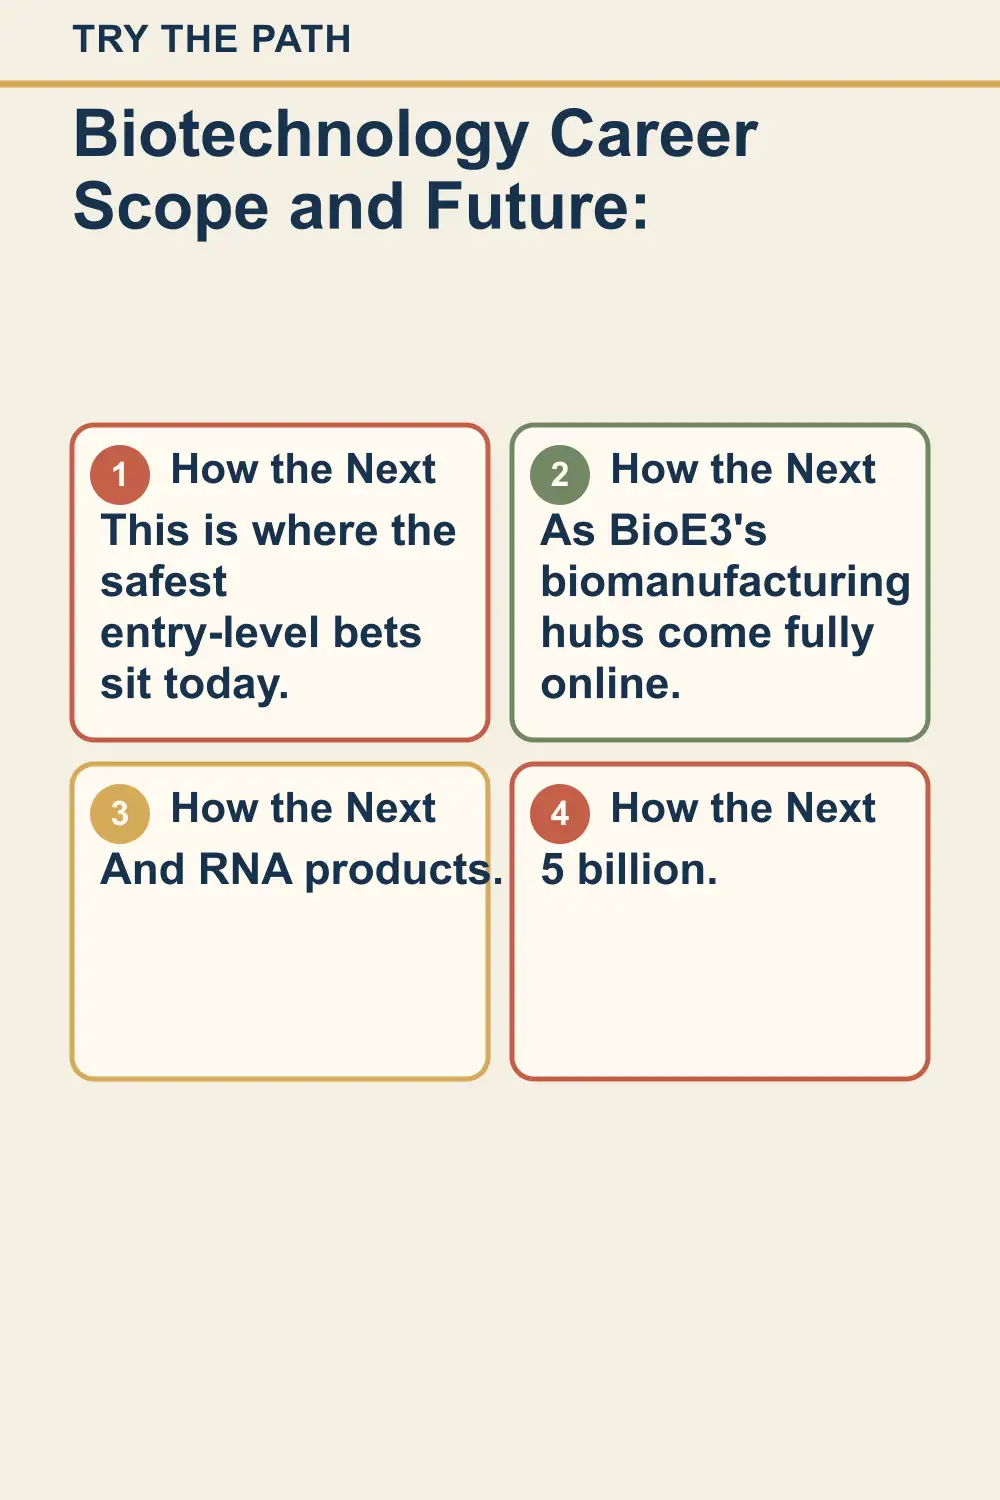 TRY THE PATH
Biotechnology Career
Scope and Future:
1 How the Next
This is where the
safest
entry-level bets
sit today.
2 How the Next
As BioE3's
biomanufacturing
hubs come fully
online.
3 How the Next
And RNA products.
4 How the Next
5 billion.